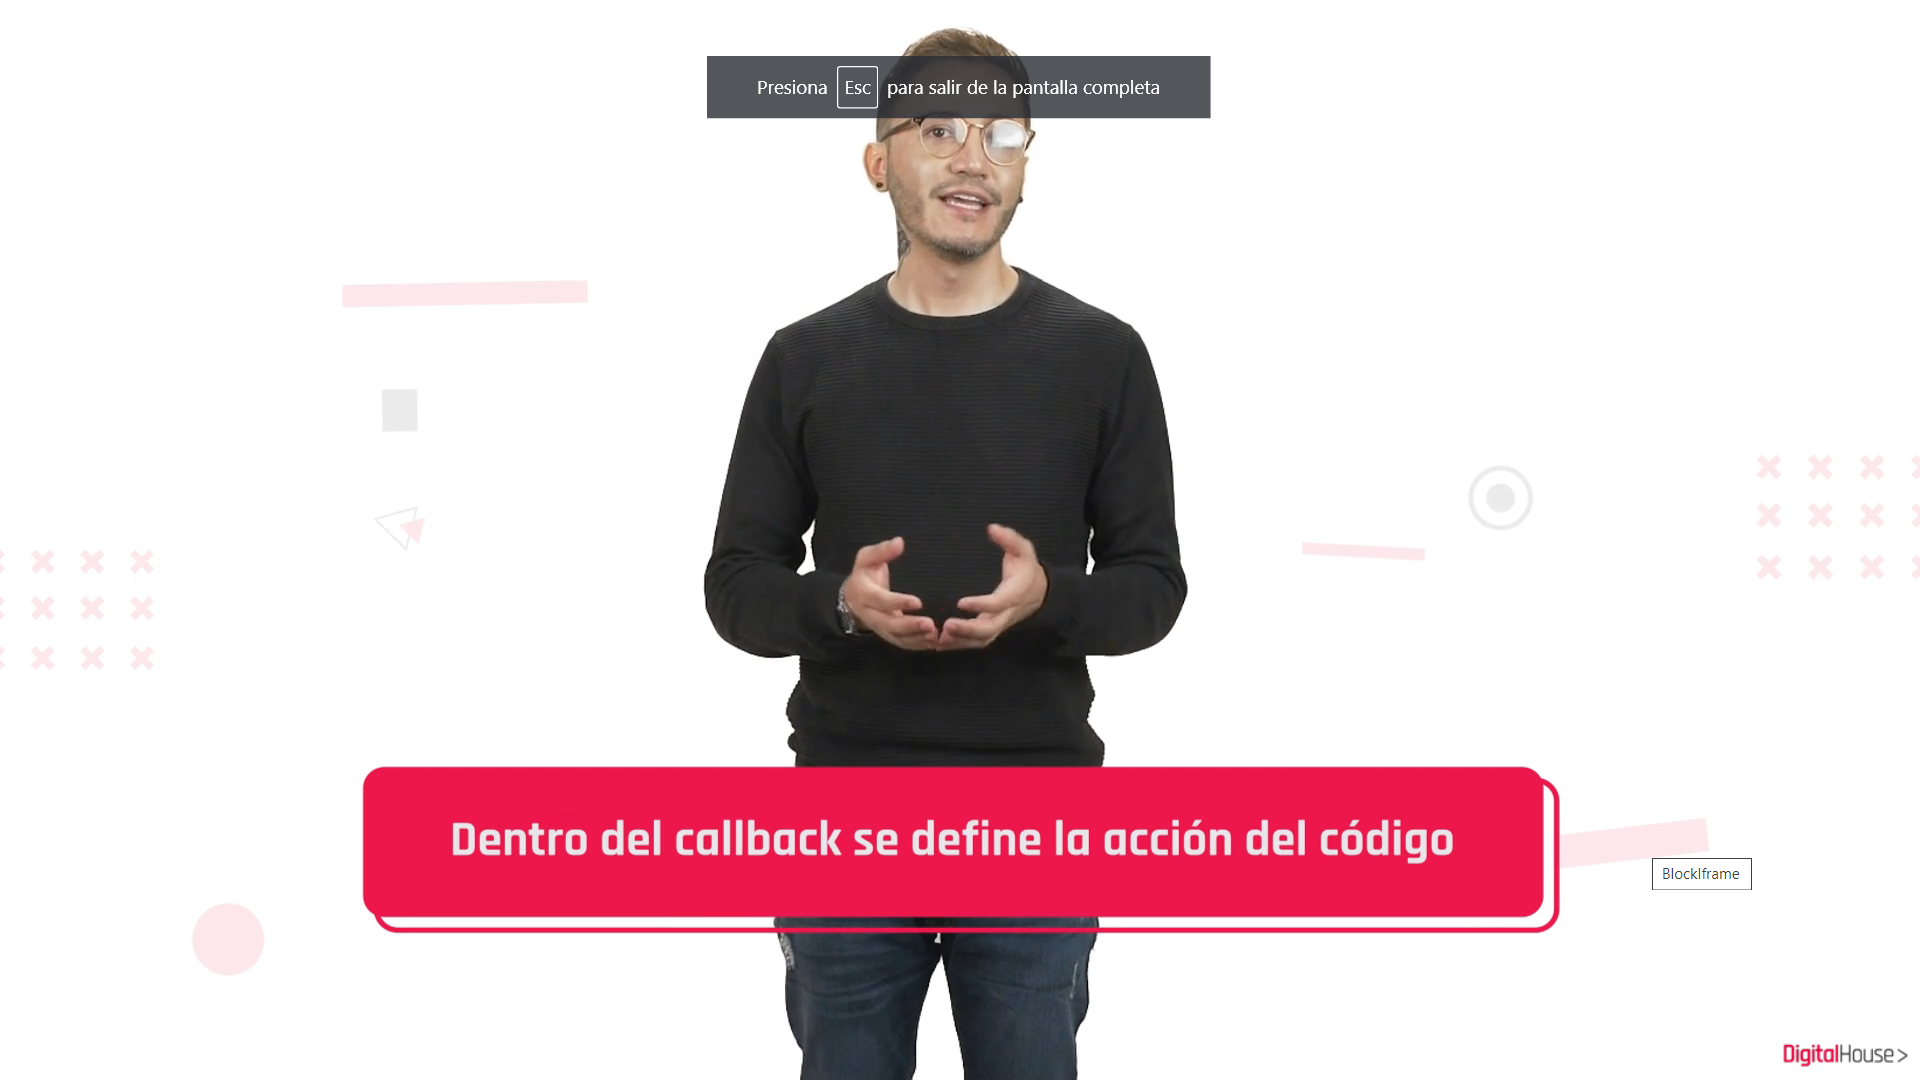 Presiona Esc para salir de la pantalla completa
Dentro del callback se define la acción del código
BlockIframe
DigitalHouse>